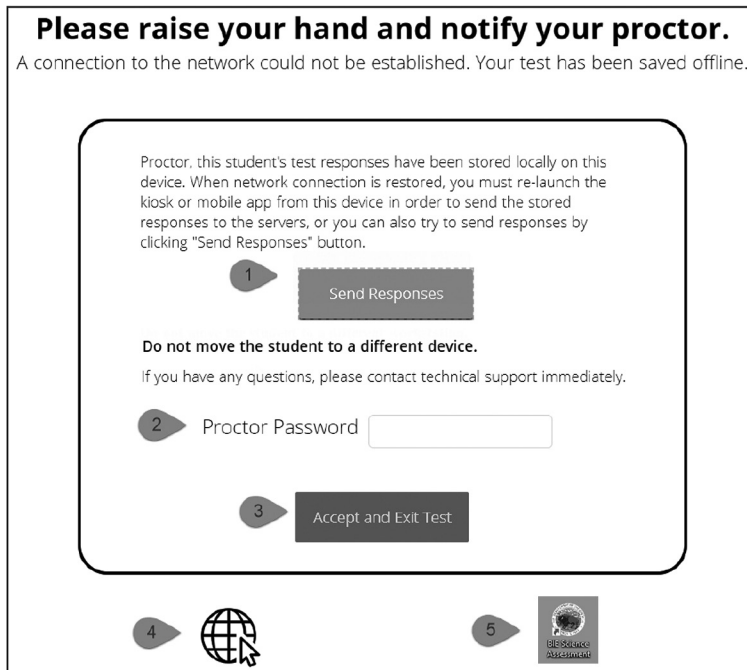 Please raise your hand and notify your proctor.
A connection to the network could not be established. Your test has been saved offline.
Proctor, this student's test responses have been stored locally on this
device. When network connection is restored, you must re-launch the
kiosk or mobile app from this device in order to send the stored
responses to the servers, or you can also try to send responses by
clicking "Send Responses" button.
1
Send Responses
Do not move the student to a different device.
If you have any questions, please contact technical support immediately.
2 Proctor Password
3 Accept and Exit Test
4
5
BIE Science
Assessment